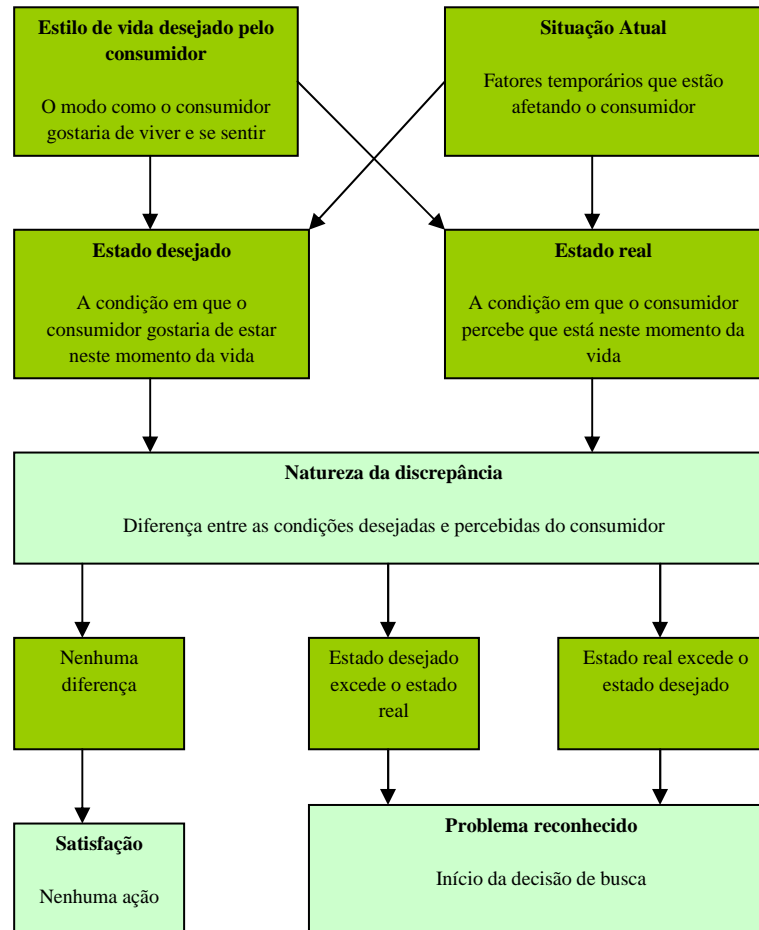 Estilo de vida desejado pelo
consumidor
O modo como o consumidor
gostaria de viver e se sentir
Situação Atual
Fatores temporários que estão
afetando o consumidor
Estado desejado
A condição em que o
consumidor gostaria de estar
neste momento da vida
Estado real
A condição em que o consumidor
percebe que está neste momento da
vida
Natureza da discrepância
Diferença entre as condições desejadas e percebidas do consumidor
Nenhuma
diferença
Estado desejado
excede o estado
real
Estado real excede o
estado desejado
Satisfação
Nenhuma ação
Problema reconhecido
Início da decisão de busca